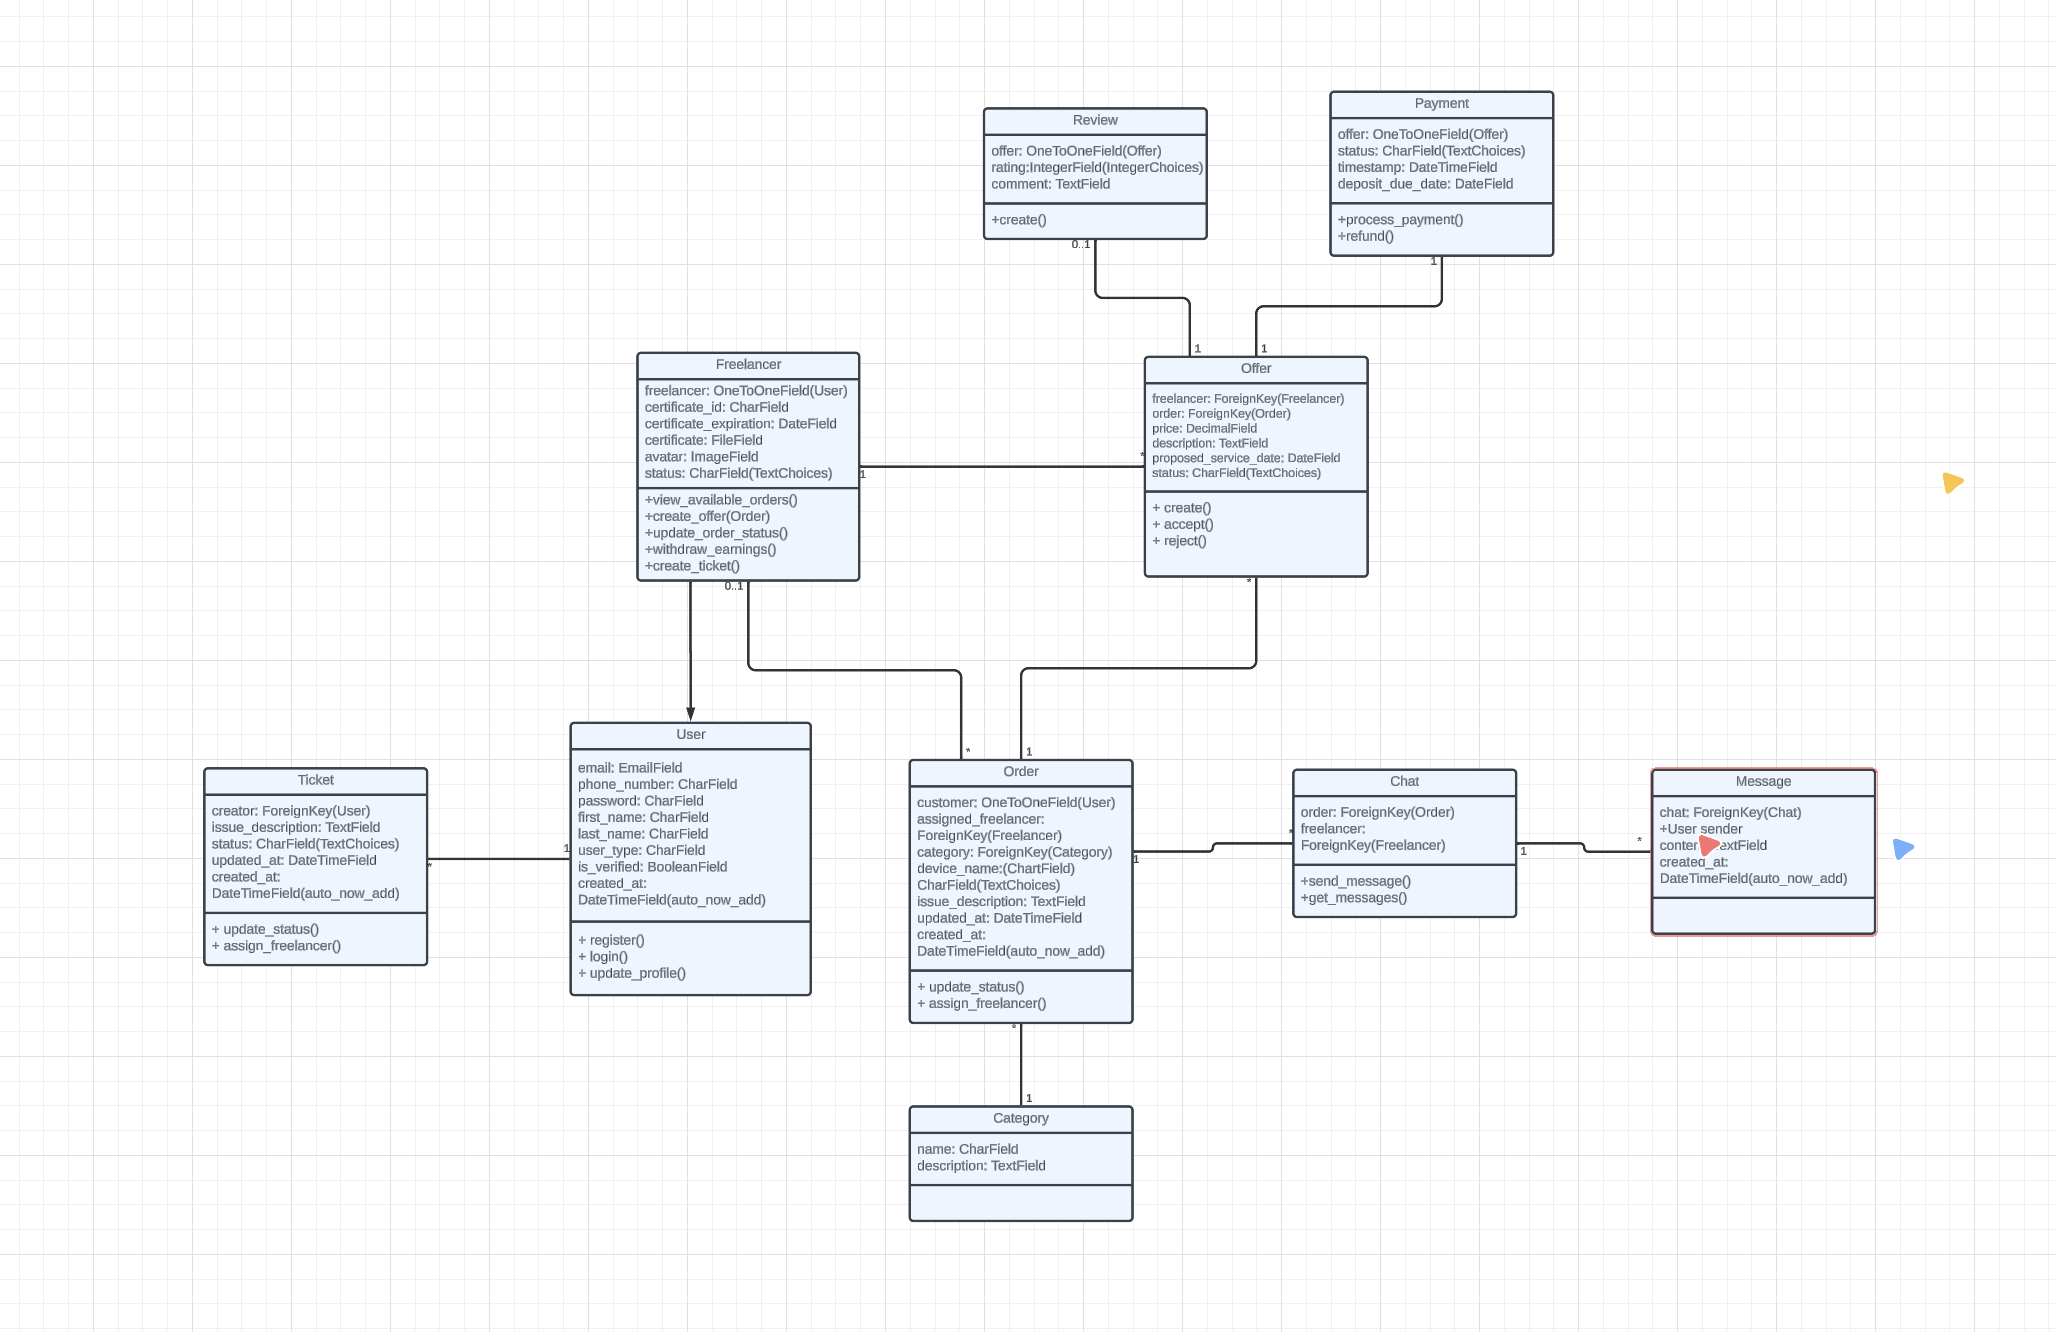 Review
offer: OneToOneField(Offer)
rating:IntegerField(IntegerChoices)
comment: TextField
+create()
0..1
Payment
offer: OneToOneField(Offer)
status: CharField(TextChoices)
timestamp: DateTimeField
deposit_due_date: DateField
+process_payment()
+refund()
1
Freelancer
freelancer: OneToOneField(User)
certificate_id: CharField
certificate_expiration: DateField
certificate: FileField
avatar: ImageField
status: CharField(TextChoices)
+view_available_orders()
+create_offer(Order)
+update_order_status()
+withdraw_earnings()
+create_ticket()
0..1
1
*
1
1
Offer
freelancer: ForeignKey(Freelancer)
order: ForeignKey(Order)
price: DecimalField
description: TextField
proposed_service_date: DateField
status: CharField(TextChoices)
+ create()
+ accept()
+ reject()
*
Ticket
creator: ForeignKey(User)
issue_description: TextField
status: CharField(TextChoices)
updated_at: DateTimeField
created_at:
DateTimeField(auto_now_add)
+ update_status()
+ assign_freelancer()
*
1
User
email: EmailField
phone_number: CharField
password: CharField
first_name: CharField
last_name: CharField
user_type: CharField
is_verified: BooleanField
created_at:
DateTimeField(auto_now_add)
+ register()
+ login()
+ update_profile()
*
1
Order
customer: OneToOneField(User)
assigned_freelancer:
ForeignKey(Freelancer)
category: ForeignKey(Category)
device_name:(ChartField)
CharField(TextChoices)
issue_description: TextField
updated_at: DateTimeField
created_at:
DateTimeField(auto_now_add)
+ update_status()
+ assign_freelancer()
*
1
*
Chat
order: ForeignKey(Order)
freelancer:
ForeignKey(Freelancer)
+send_message()
+get_messages()
1
*
Message
chat: ForeignKey(Chat)
+User sender
created_at:
DateTimeField(auto_now_add)
1
Category
name: CharField
description: TextField